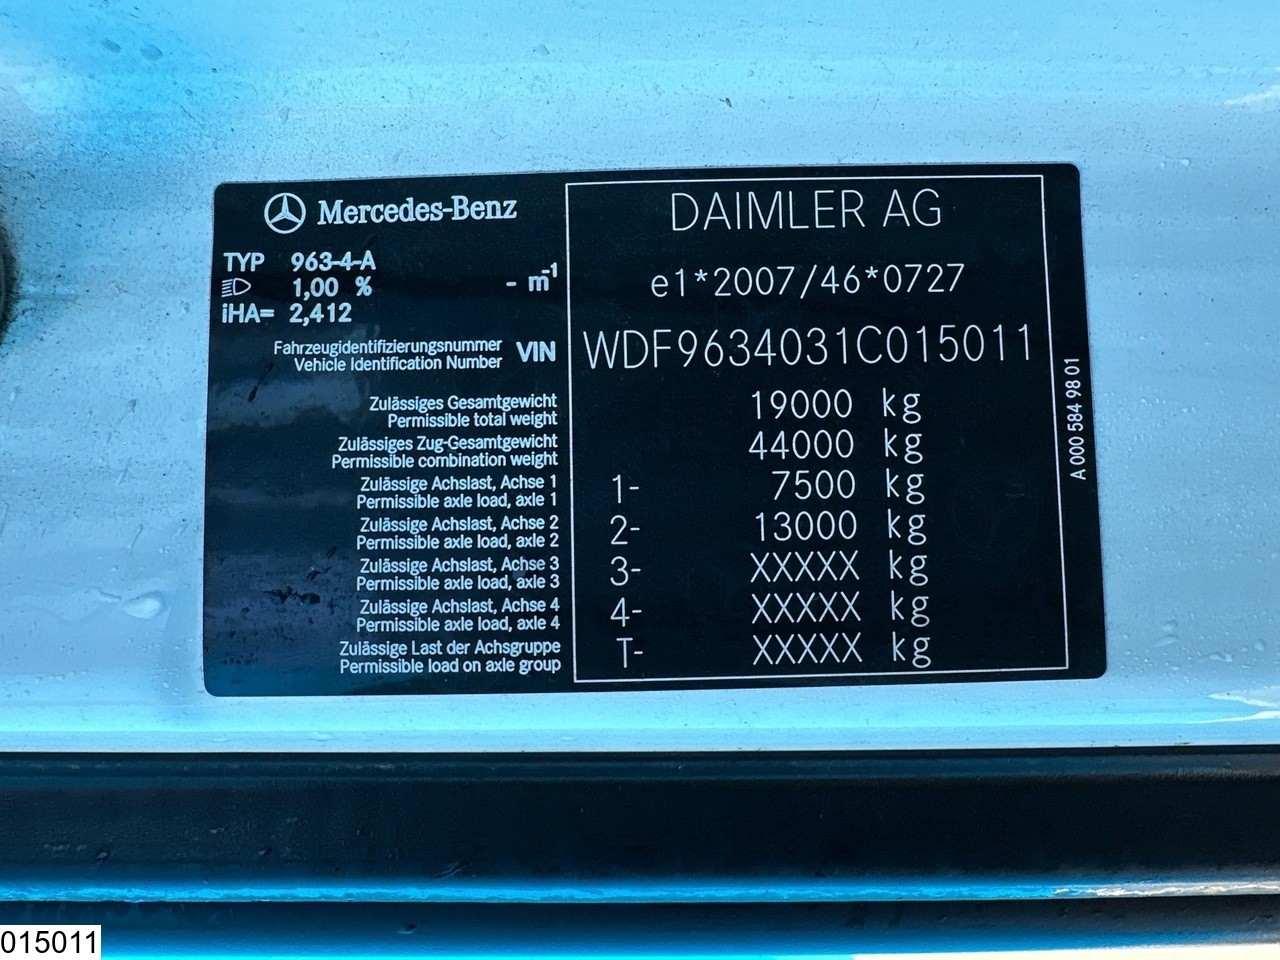 Mercedes-Benz
TYP 963-4-A
1,00 % - m-1
iHA= 2,412
Fahrzeugidentifizierungsnummer
Vehicle Identification Number
VIN
Zulässiges Gesamtgewicht
Permissible total weight
Zulässiges Zug-Gesamtgewicht
Permissible combination weight
Zulässige Achslast, Achse 1
Permissible axle load, axle 1
Zulässige Achslast, Achse 2
Permissible axle load, axle 2
Zulässige Achslast, Achse 3
Permissible axle load, axle 3
Zulässige Achslast, Achse 4
Permissible axle load, axle 4
Zulässige Last der Achsgruppe
Permissible load on axle group
DAIMLER AG
e1*2007/46*0727
WDF9634031C015011
19000 kg
44000 kg
1- 7500 kg
2- 13000 kg
3- XXXXX kg
4- XXXXX kg
T- XXXXX kg
A 000 584 98 01
015011